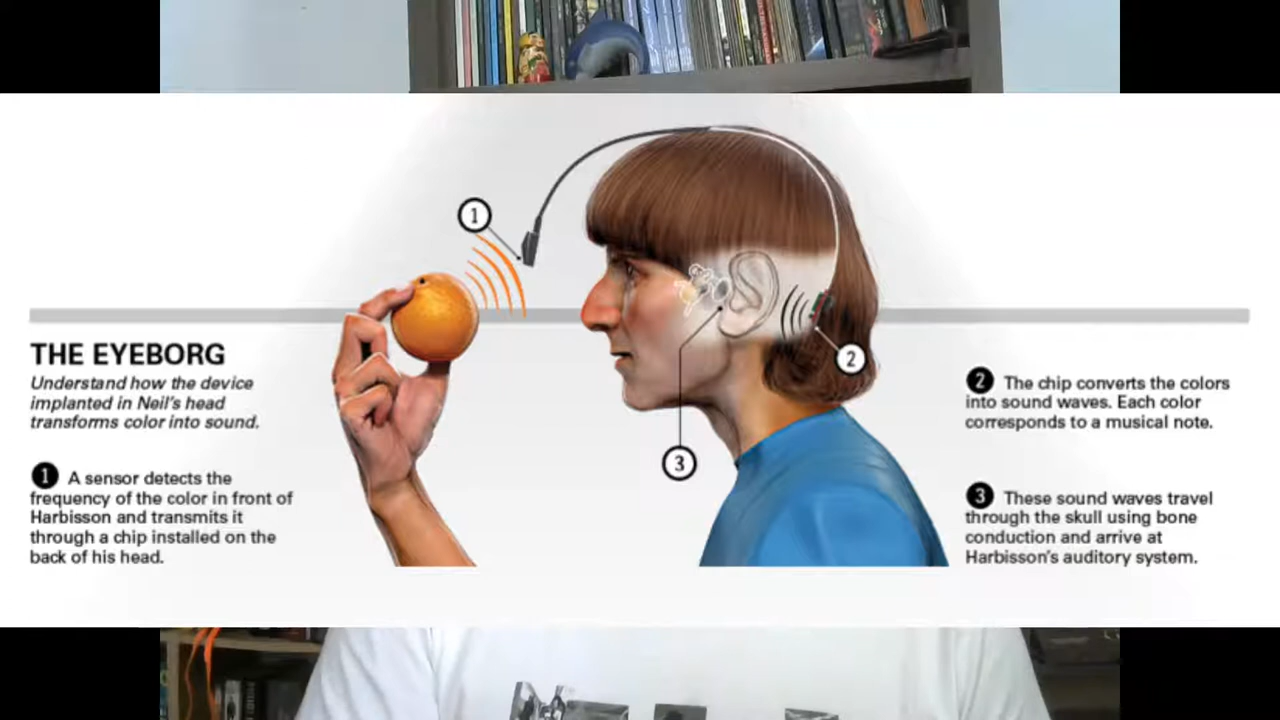 THE EYEBORG
Understand how the device
implanted in Neil's head
transforms color into sound.
1 A sensor detects the
frequency of the color in front of
Harbisson and transmits it
through a chip installed on the
back of his head.
1
2
3
2 The chip converts the colors
into sound waves. Each color
corresponds to a musical note.
3 These sound waves travel
through the skull using bone
conduction and arrive at
Harbisson's auditory system.